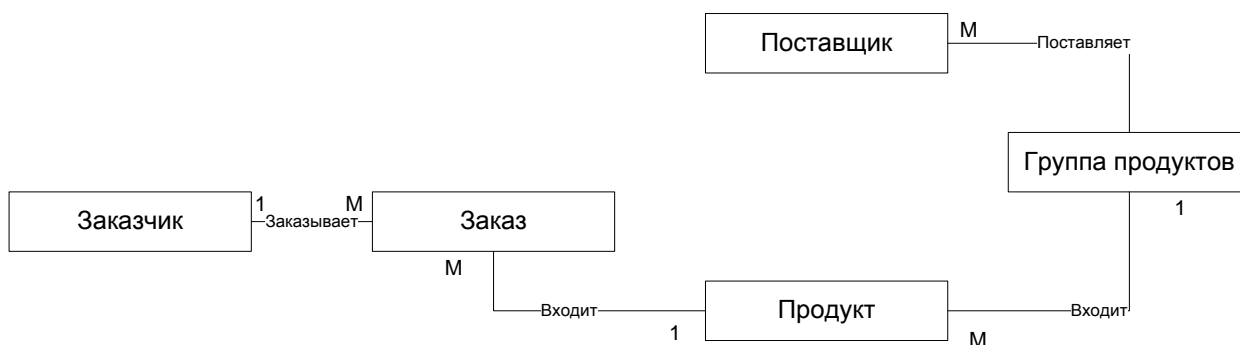 Поставщик
М
Поставляет
Группа продуктов
1
Заказчик
1
Заказывает
М
Заказ
М
Входит
1
Продукт
М
Входит